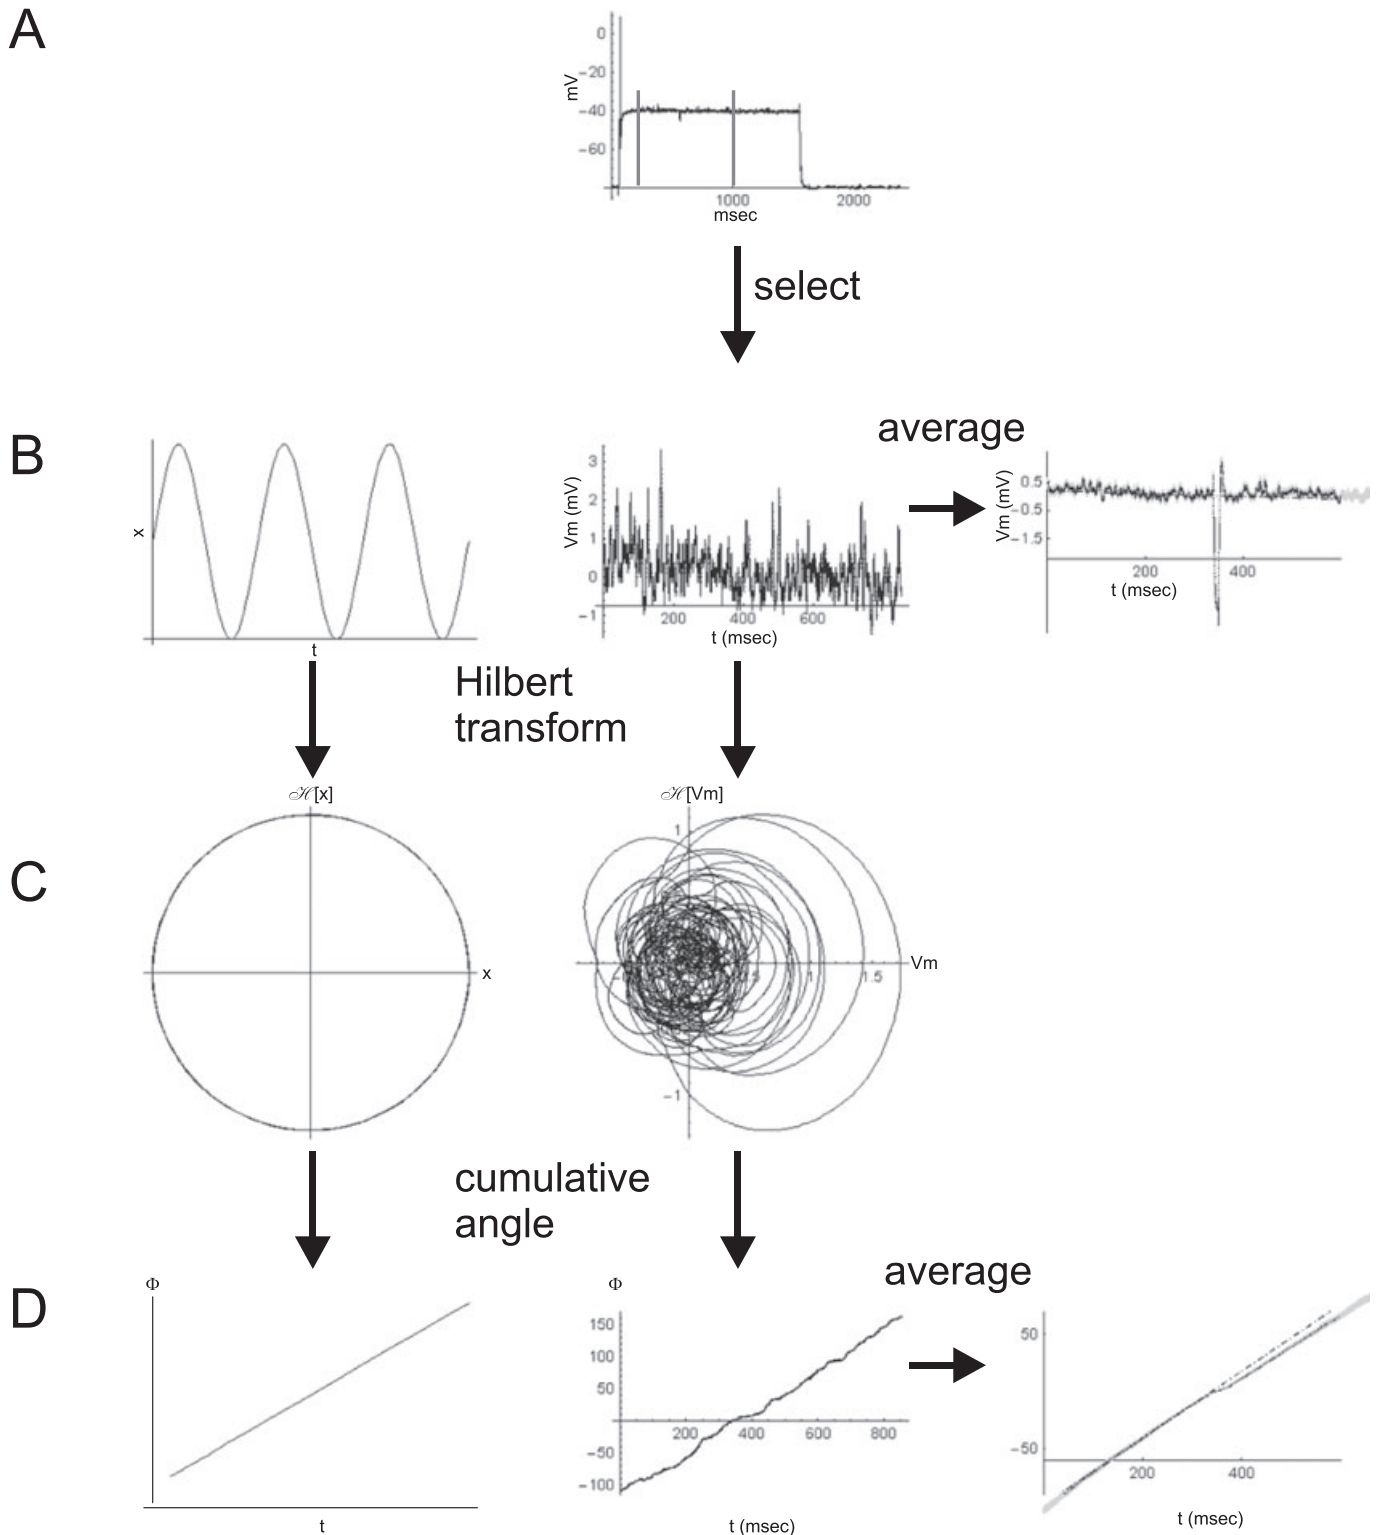 A
0
−20
−40
−60
mV
1000
2000
msec
select
B
x
t
3
2
1
0
−1
Vm (mV)
200
400
600
t (msec)
average
0.5
−0.5
−1.5
Vm (mV)
200
400
t (msec)
Hilbert
transform
C
ℋ[x]
x
ℋ[Vm]
1
−1
1
1.5
Vm
cumulative
angle
D
Φ
t
Φ
150
100
50
−50
−100
200
400
600
800
t (msec)
average
50
−50
200
400
t (msec)